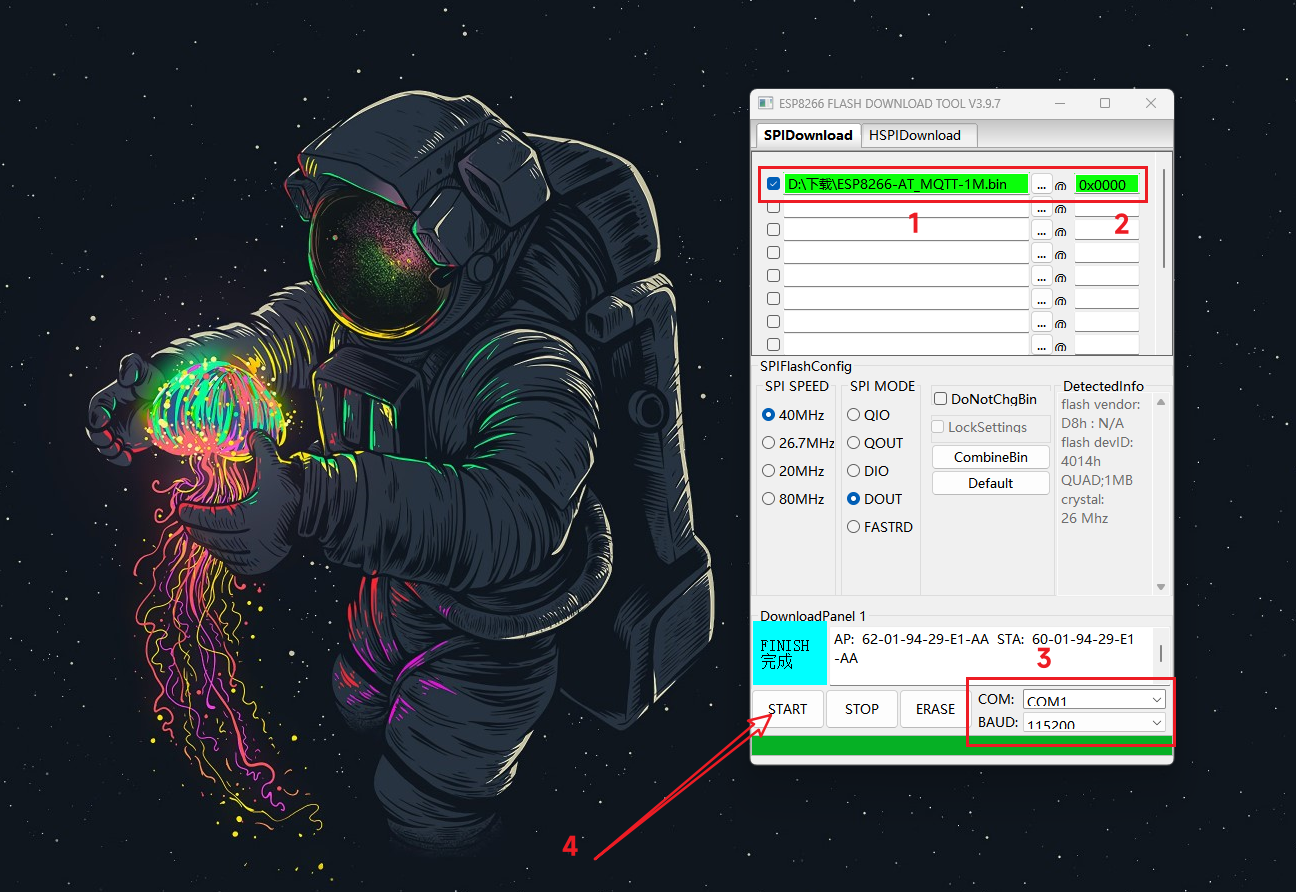 ESP8266 FLASH DOWNLOAD TOOL V3.9.7
SPIDownload HSPIDownload
D:\下载\ESP8266-AT_MQTT-1M.bin ... @ 0x0000
... @
1 2
... @
... @
... @
... @
... @
... @
SPIFlashConfig
SPI SPEED
40MHz
26.7MHz
20MHz
80MHz
SPI MODE
QIO
QOUT
DIO
DOUT
FASTRD
DoNotChgBin
LockSettings
CombineBin
Default
DetectedInfo
flash vendor:
D8h : N/A
flash devID:
4014h
QUAD;1MB
crystal:
26 Mhz
DownloadPanel 1
FINISH
完成
AP: 62-01-94-29-E1-AA STA: 60-01-94-29-E1
-AA
3
START STOP ERASE
COM: COM1
BAUD: 115200
4